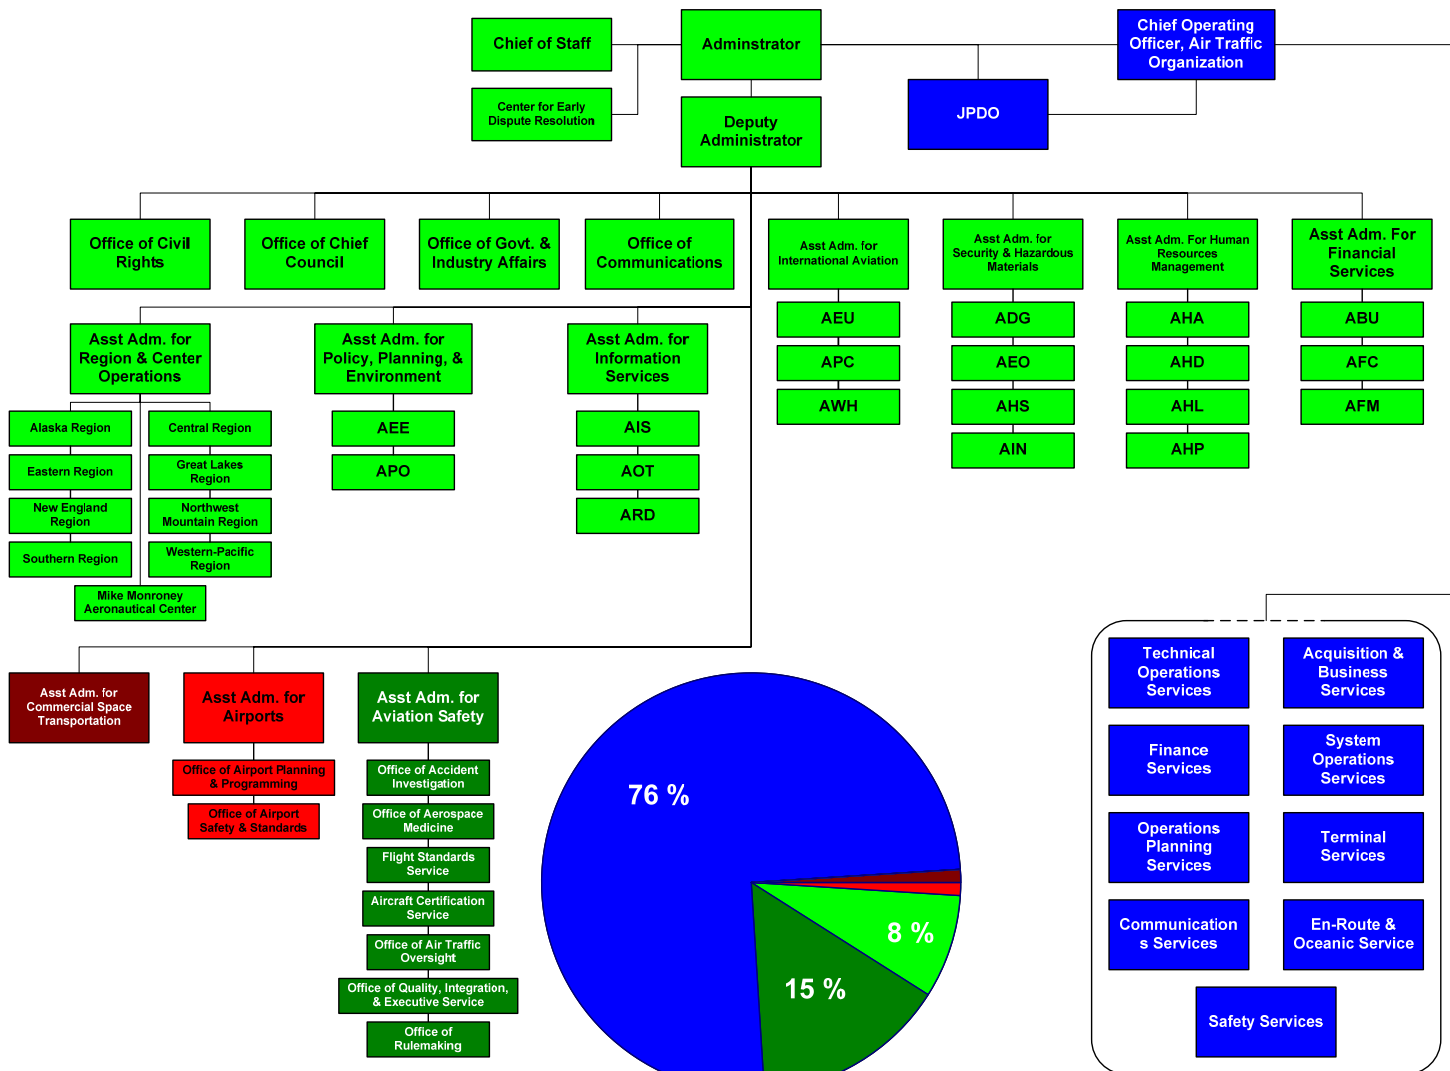 Chief of Staff
Adminstrator
Chief Operating
Officer, Air Traffic
Organization
Center for Early
Dispute Resolution
Deputy
Administrator
JPDO
Office of Civil
Rights
Office of Chief
Council
Office of Govt. &
Industry Affairs
Office of
Communications
Asst Adm. for
International Aviation
Asst Adm. for
Security & Hazardous
Materials
Asst Adm. For Human
Resources
Management
Asst Adm. For
Financial
Services
AEU
APC
AWH
ADG
AEO
AHS
AIN
AHA
AHD
AHL
AHP
ABU
AFC
AFM
Asst Adm. for
Region & Center
Operations
Asst Adm. for
Policy, Planning, &
Environment
Asst Adm. for
Information
Services
Alaska Region
Eastern Region
New England
Region
Southern Region
Central Region
Great Lakes
Region
Northwest
Mountain Region
Western-Pacific
Region
Mike Monroney
Aeronautical Center
AEE
APO
AIS
AOT
ARD
Asst Adm. for
Commercial Space
Transportation
Asst Adm. for
Airports
Office of Airport Planning
& Programming
Office of Airport
Safety & Standards
Asst Adm. for
Aviation Safety
Office of Accident
Investigation
Office of Aerospace
Medicine
Flight Standards
Service
Aircraft Certification
Service
Office of Air Traffic
Oversight
Office of Quality, Integration,
& Executive Service
Office of
Rulemaking
76 %
8 %
15 %
Technical
Operations
Services
Acquisition &
Business
Services
Finance
Services
System
Operations
Services
Operations
Planning
Services
Terminal
Services
Communication
s Services
En-Route &
Oceanic Service
Safety Services